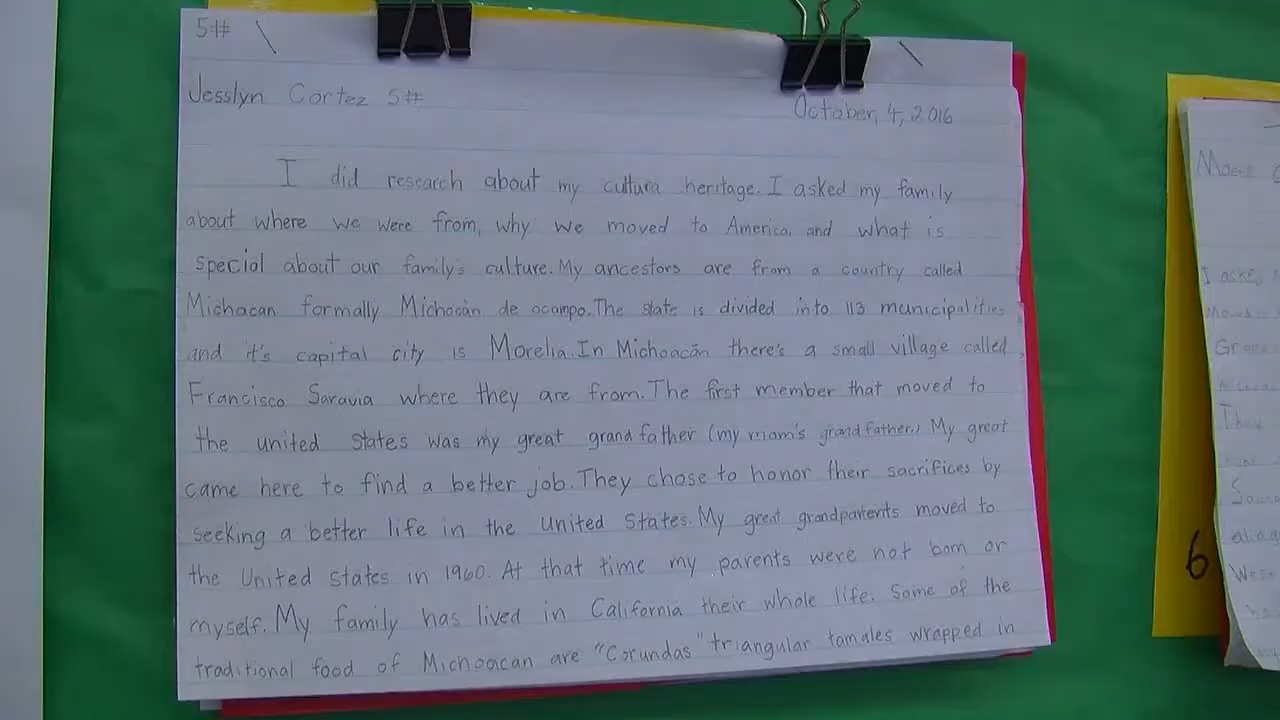 5#
Jesslyn Cortez 5#
October, 4, 2016
I did research about my cultura heritage. I asked my family
about where we were from, why we moved to America, and what is
special about our family's culture. My ancestors are from a country called
Michacan formally Michocán de ocampo. The state is divided into 113 municipalities
and it's capital city is Morelia. In Michoacán there's a small village called
Francisco Saravia where they are from. The first member that moved to
the united states was my great grandfather (my mom's grandfather.) My great
came here to find a better job. They chose to honor their sacrifices by
seeking a better life in the United States. My great grandparents moved to
the United States in 1960. At that time my parents were not born or
myself. My family has lived in California their whole life. Some of the
traditional food of Michoacan are "Corundas" triangular tamales wrapped in
6